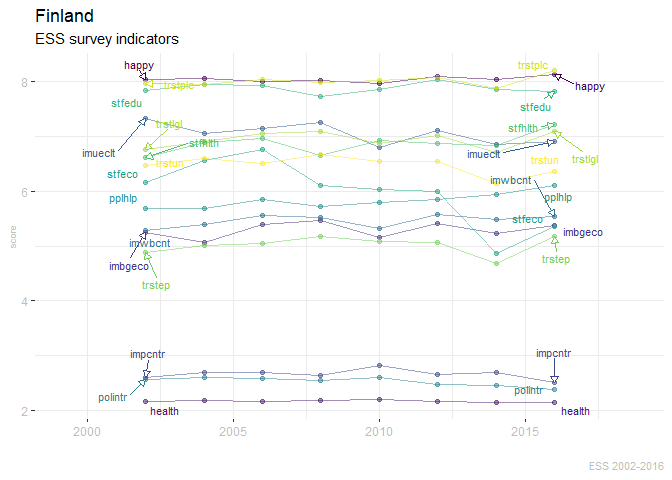 Finland
ESS survey indicators
happy
trstplc
trstplc
happy
8
stfedu
stfedu
trstlgl
stfhlth
stfhlth
imueclt
imueclt
trstlgl
trstun
trstun
stfeco
imwbcnt
6
pplhlp
pplhlp
stfeco
score
imwbcnt
imbgeco
imbgeco
trstep
trstep
4
impcntr
impcntr
polintr
polintr
health
health
2
2000
2005
2010
2015
ESS 2002-2016